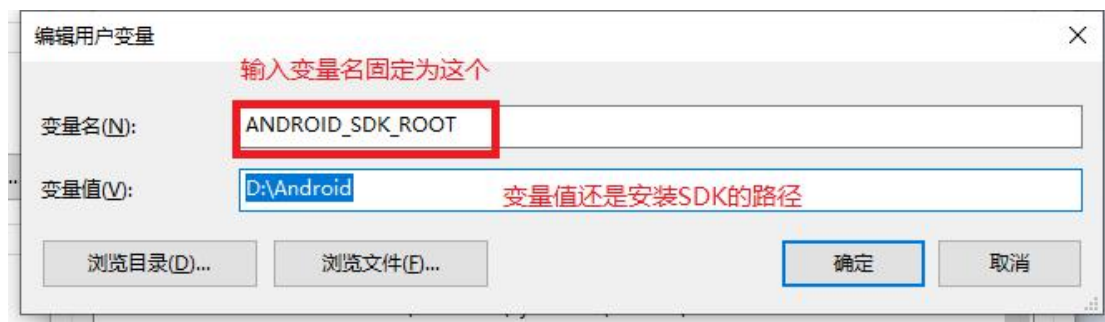 编辑用户变量
输入变量名固定为这个
变量名(N):
ANDROID_SDK_ROOT
变量值(V):
D:\Android
变量值还是安装SDK的路径
浏览目录(D)...
浏览文件(F)...
确定
取消